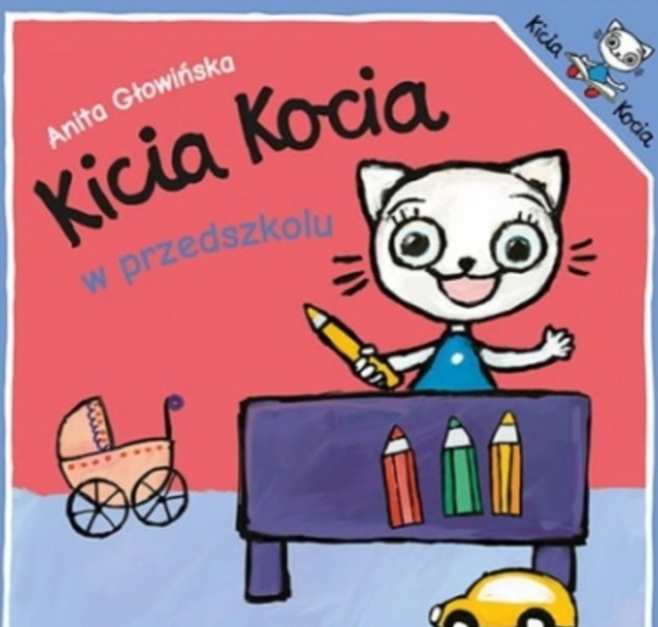 Anita Głowińska
Kicia Kocia
w przedszkolu
Kicia
Kocia